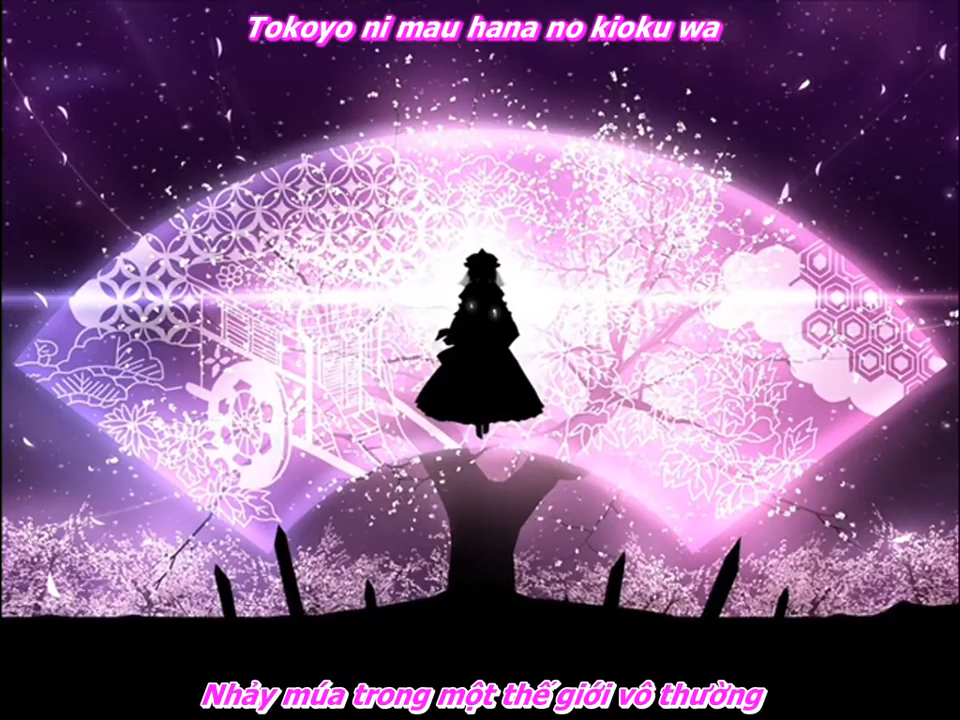 Tokoyo ni mau hana no kioku wa
Nhảy múa trong một thế giới vô thường